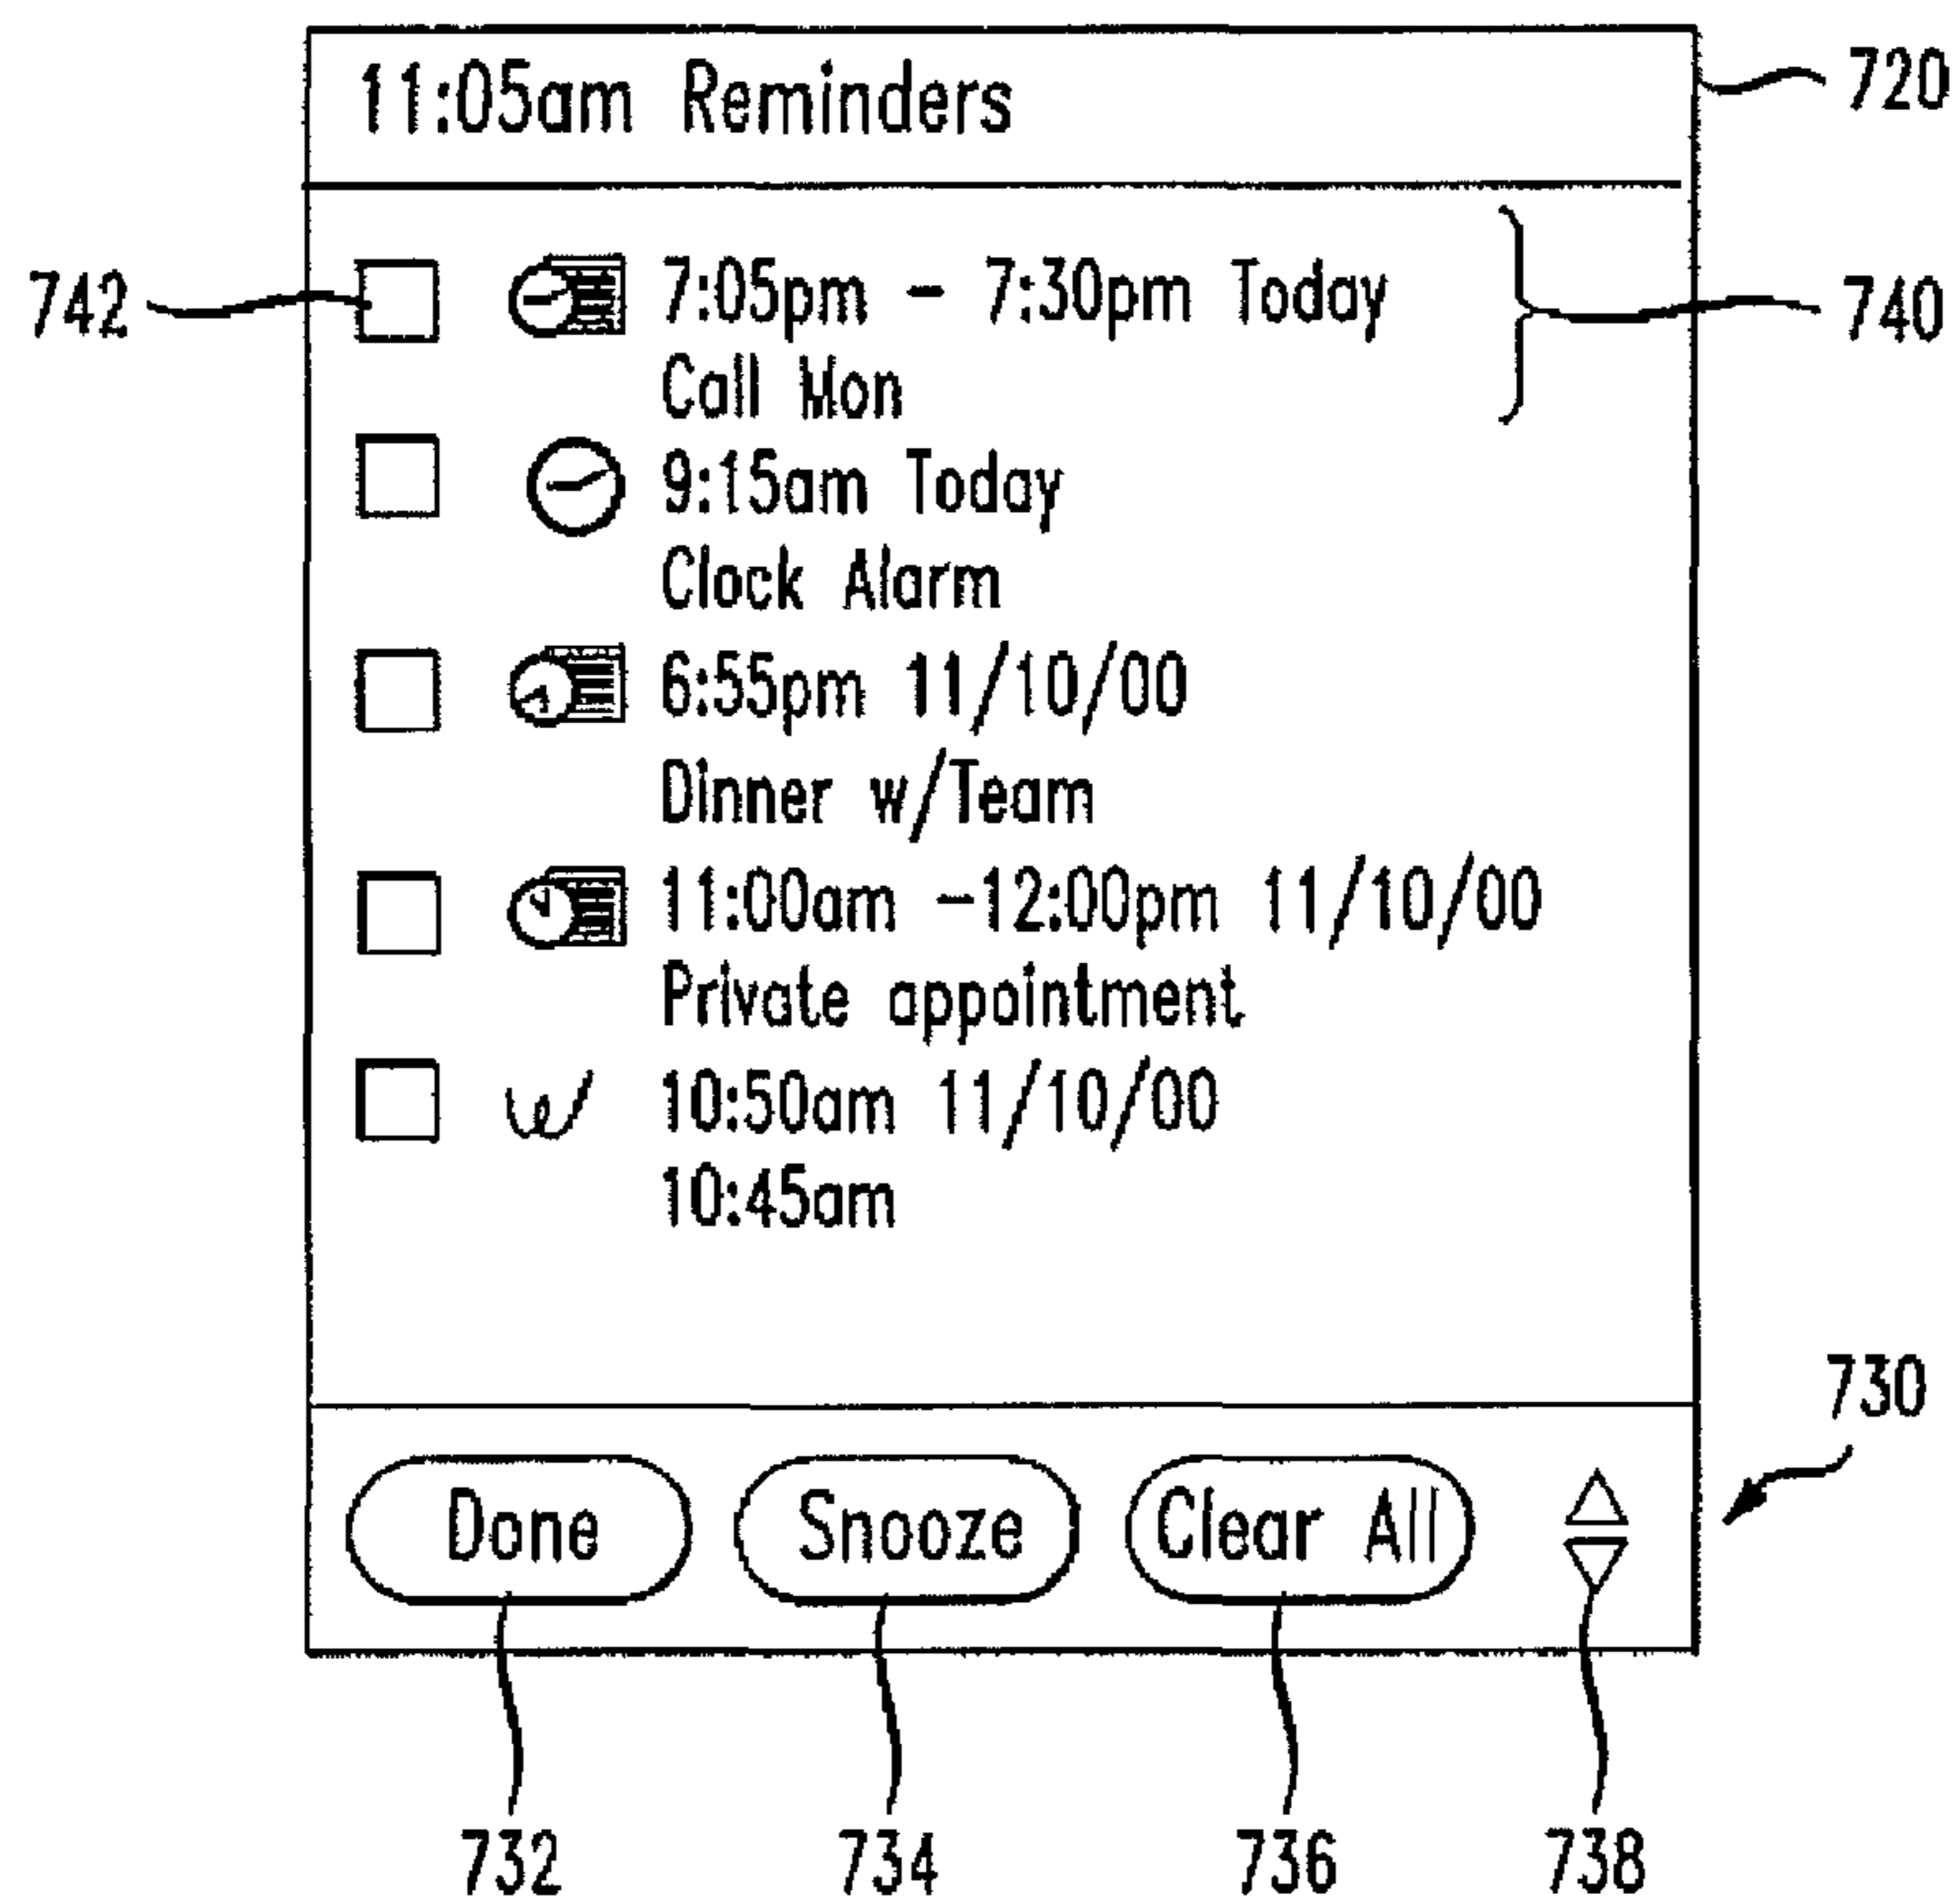 11:05am Reminders
720
742
7:05pm - 7:30pm Today
740
Call Mon
9:15am Today
Clock Alarm
6:55pm 11/10/00
Dinner w/Team
11:00am -12:00pm 11/10/00
Private appointment
10:50am 11/10/00
10:45am
730
Done Snooze Clear All
732 734 736 738